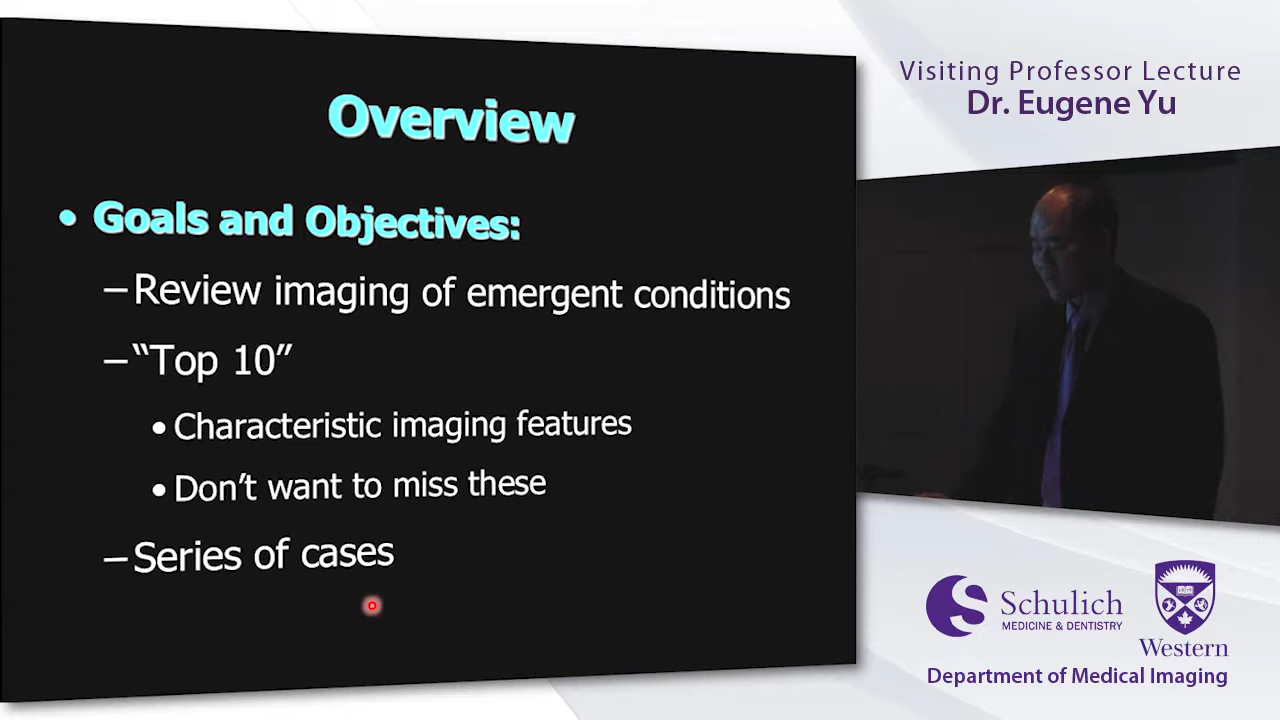 Overview
• Goals and Objectives:
– Review imaging of emergent conditions
– “Top 10”
• Characteristic imaging features
• Don’t want to miss these
– Series of cases
Visiting Professor Lecture
Dr. Eugene Yu
Schulich
MEDICINE & DENTISTRY
Western
Department of Medical Imaging